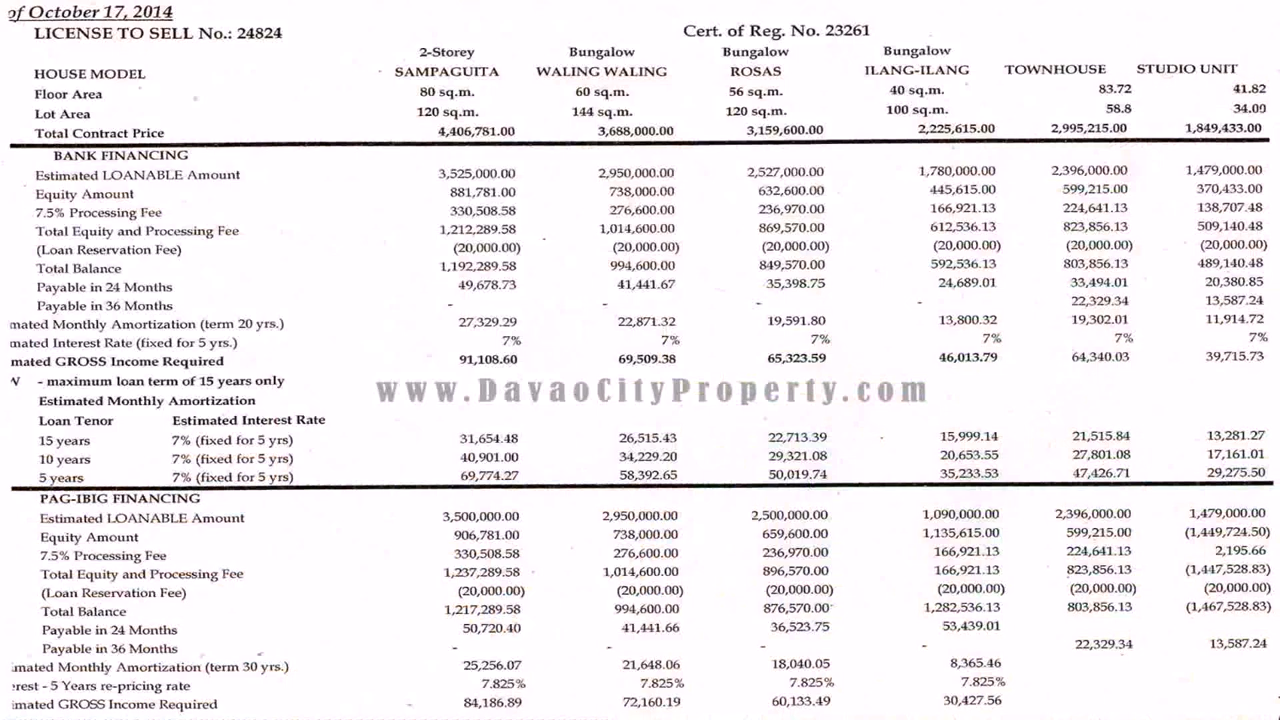 of October 17, 2014
LICENSE TO SELL No.: 24824 Cert. of Reg. No. 23261
2-Storey Bungalow Bungalow Bungalow
HOUSE MODEL SAMPAGUITA WALING WALING ROSAS ILANG-ILANG TOWNHOUSE STUDIO UNIT
Floor Area 80 sq.m. 60 sq.m. 56 sq.m. 40 sq.m. 83.72 41.82
Lot Area 120 sq.m. 144 sq.m. 120 sq.m. 100 sq.m. 58.8 34.09
Total Contract Price 4,406,781.00 3,688,000.00 3,159,600.00 2,225,615.00 2,995,215.00 1,849,433.00
BANK FINANCING
Estimated LOANABLE Amount 3,525,000.00 2,950,000.00 2,527,000.00 1,780,000.00 2,396,000.00 1,479,000.00
Equity Amount 881,781.00 738,000.00 632,600.00 445,615.00 599,215.00 370,433.00
7.5% Processing Fee 330,508.58 276,600.00 236,970.00 166,921.13 224,641.13 138,707.48
Total Equity and Processing Fee 1,212,289.58 1,014,600.00 869,570.00 612,536.13 823,856.13 509,140.48
(Loan Reservation Fee) (20,000.00) (20,000.00) (20,000.00) (20,000.00) (20,000.00) (20,000.00)
Total Balance 1,192,289.58 994,600.00 849,570.00 592,536.13 803,856.13 489,140.48
Payable in 24 Months 49,678.73 41,441.67 35,398.75 24,689.01 33,494.01 20,380.85
Payable in 36 Months - - - - 22,329.34 13,587.24
mated Monthly Amortization (term 20 yrs.) 27,329.29 22,871.32 19,591.80 13,800.32 19,302.01 11,914.72
mated Interest Rate (fixed for 5 yrs.) 7% 7% 7% 7% 7% 7%
mated GROSS Income Required 91,108.60 69,509.38 65,323.59 46,013.79 64,340.03 39,715.73
- maximum loan term of 15 years only
www.DavaoCityProperty.com
Estimated Monthly Amortization
Loan Tenor Estimated Interest Rate
15 years 7% (fixed for 5 yrs) 31,654.48 26,515.43 22,713.39 15,999.14 21,515.84 13,281.27
10 years 7% (fixed for 5 yrs) 40,901.00 34,229.20 29,321.08 20,653.55 27,801.08 17,161.01
5 years 7% (fixed for 5 yrs) 69,774.27 58,392.65 50,019.74 35,233.53 47,426.71 29,275.50
PAG-IBIG FINANCING
Estimated LOANABLE Amount 3,500,000.00 2,950,000.00 2,500,000.00 1,090,000.00 2,396,000.00 1,479,000.00
Equity Amount 906,781.00 738,000.00 659,600.00 1,135,615.00 599,215.00 (1,449,724.50)
7.5% Processing Fee 330,508.58 276,600.00 236,970.00 166,921.13 224,641.13 2,195.66
Total Equity and Processing Fee 1,237,289.58 1,014,600.00 896,570.00 166,921.13 823,856.13 (1,447,528.83)
(Loan Reservation Fee) (20,000.00) (20,000.00) (20,000.00) (20,000.00) (20,000.00) (20,000.00)
Total Balance 1,217,289.58 994,600.00 876,570.00 1,282,536.13 803,856.13 (1,467,528.83)
Payable in 24 Months 50,720.40 41,441.66 36,523.75 53,439.01
Payable in 36 Months - - - - 22,329.34 13,587.24
mated Monthly Amortization (term 30 yrs.) 25,256.07 21,648.06 18,040.05 8,365.46
rest - 5 Years re-pricing rate 7.825% 7.825% 7.825% 7.825%
mated GROSS Income Required 84,186.89 72,160.19 60,133.49 30,427.56